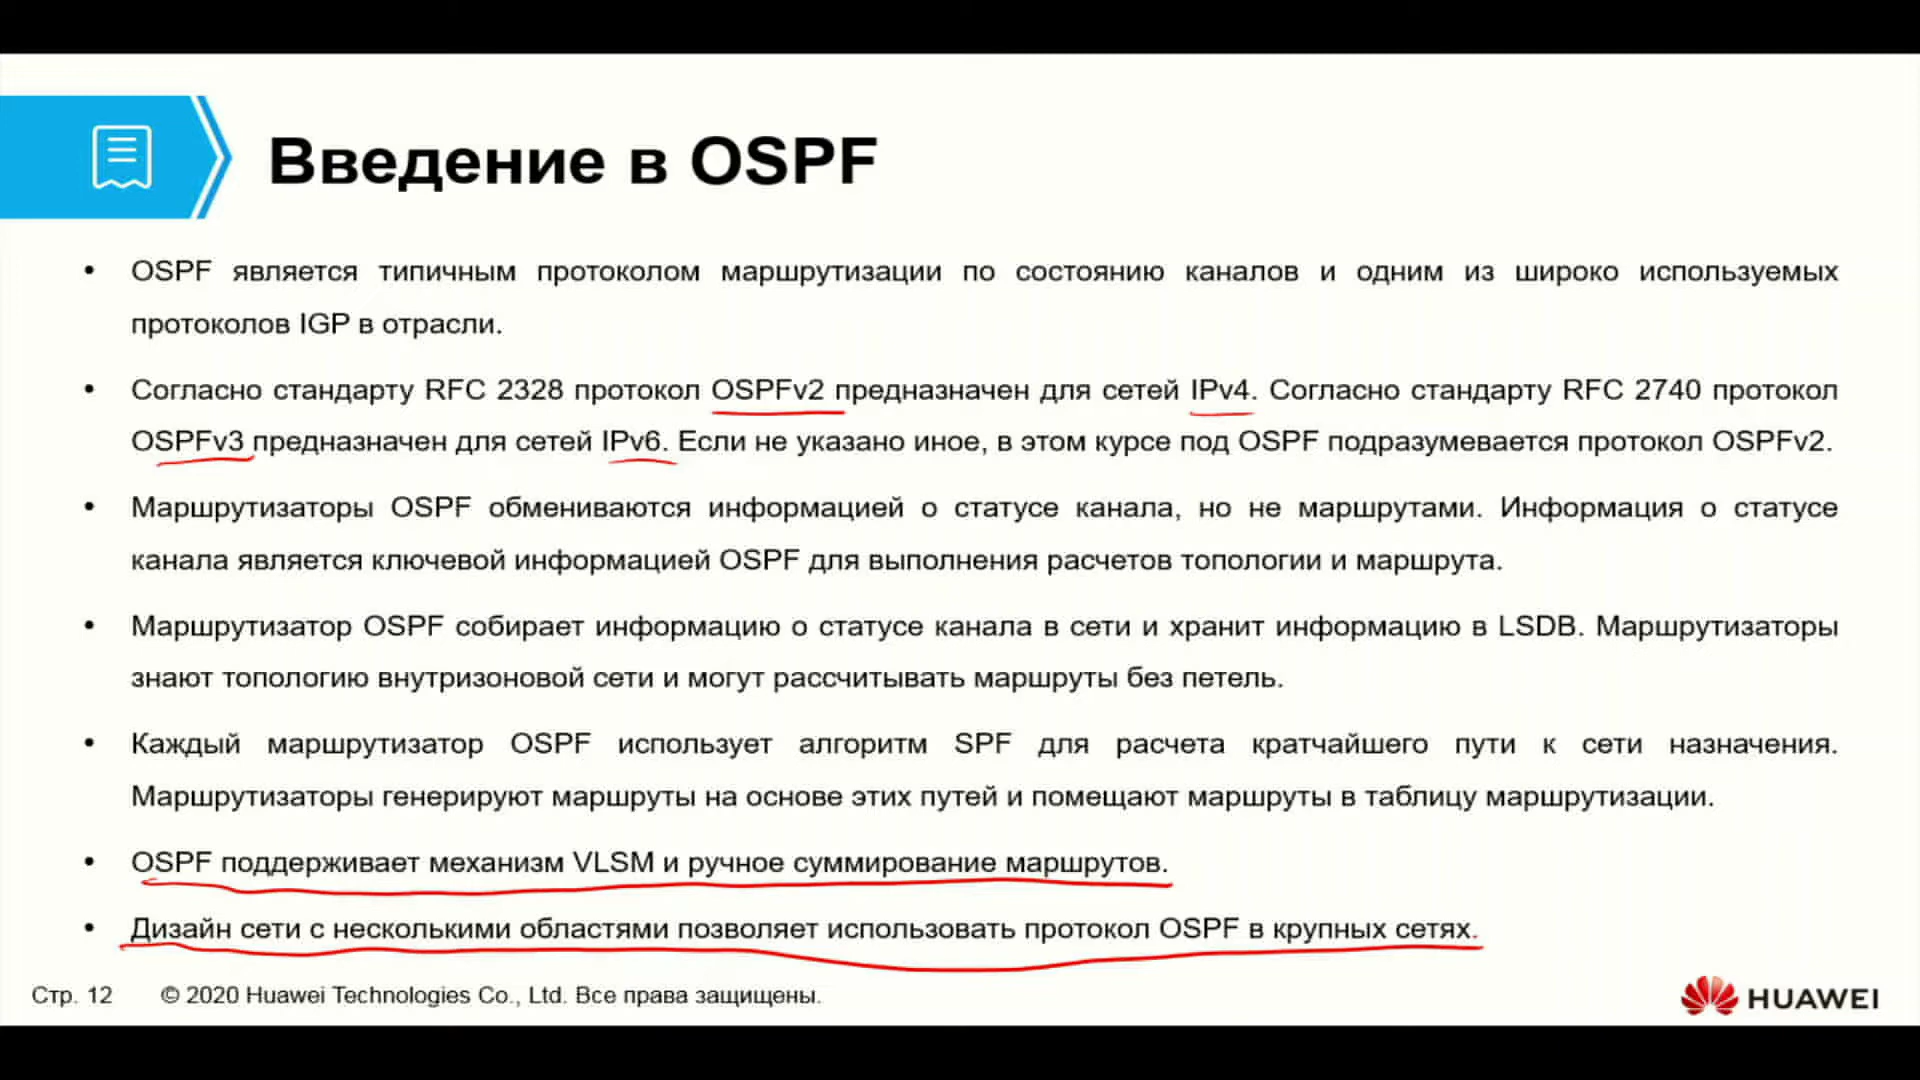 Введение в OSPF
• OSPF является типичным протоколом маршрутизации по состоянию каналов и одним из широко используемых
протоколов IGP в отрасли.
• Согласно стандарту RFC 2328 протокол OSPFv2 предназначен для сетей IPv4. Согласно стандарту RFC 2740 протокол
OSPFv3 предназначен для сетей IPv6. Если не указано иное, в этом курсе под OSPF подразумевается протокол OSPFv2.
• Маршрутизаторы OSPF обмениваются информацией о статусе канала, но не маршрутами. Информация о статусе
канала является ключевой информацией OSPF для выполнения расчетов топологии и маршрута.
• Маршрутизатор OSPF собирает информацию о статусе канала в сети и хранит информацию в LSDB. Маршрутизаторы
знают топологию внутризоновой сети и могут рассчитывать маршруты без петель.
• Каждый маршрутизатор OSPF использует алгоритм SPF для расчета кратчайшего пути к сети назначения.
Маршрутизаторы генерируют маршруты на основе этих путей и помещают маршруты в таблицу маршрутизации.
• OSPF поддерживает механизм VLSM и ручное суммирование маршрутов.
• Дизайн сети с несколькими областями позволяет использовать протокол OSPF в крупных сетях.
Стр. 12 © 2020 Huawei Technologies Co., Ltd. Все права защищены.
HUAWEI